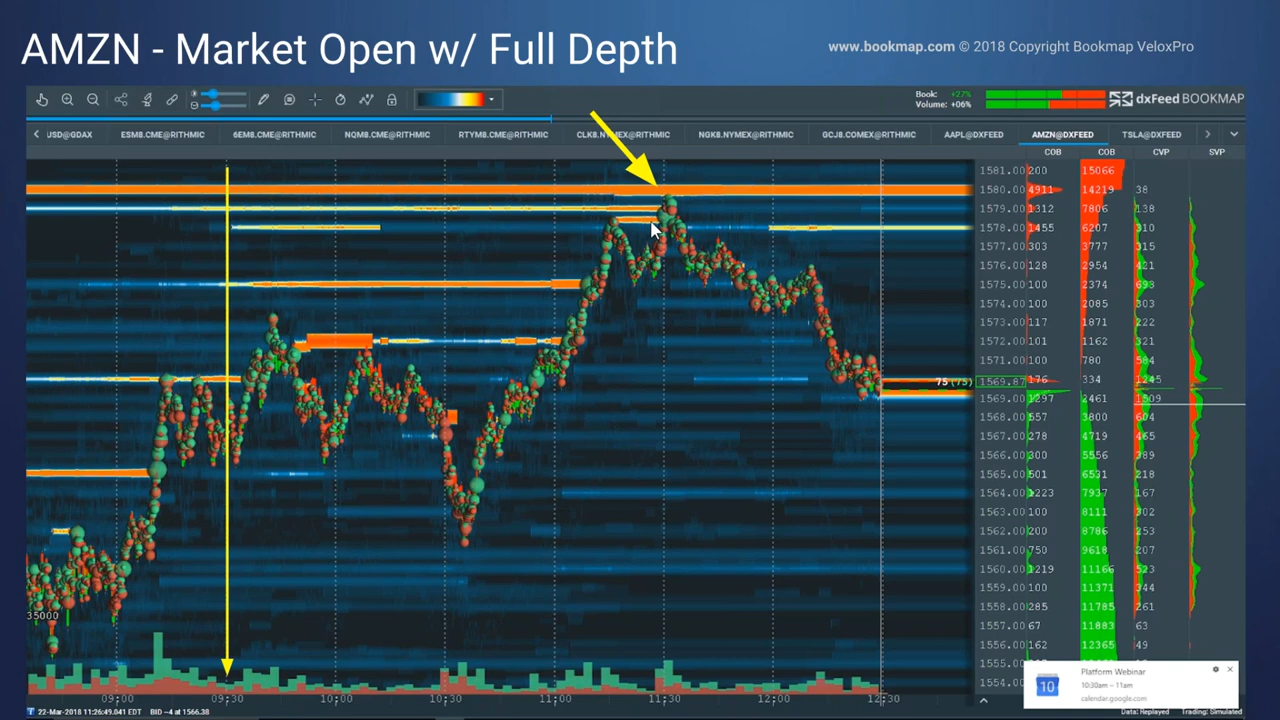 AMZN - Market Open w/ Full Depth
www.bookmap.com © 2018 Copyright Bookmap VeloxPro
Book: +27%
Volume: +06%
dxFeed BOOKMAP
USD@GDAX ESM8.CME@RITHMIC 6EM8.CME@RITHMIC NQM8.CME@RITHMIC RTYM8.CME@RITHMIC CLK8.NYMEX@RITHMIC NGK8.NYMEX@RITHMIC GCJ8.COMEX@RITHMIC AAPL@DXFEED AMZN@DXFEED TSLA@DXFEED
COB COB CVP SVP
1581.00 200 15066
1580.00 4911 14219 38
1579.00 1312 7806 138
1578.00 1455 6207 310
1577.00 303 3777 315
1576.00 128 2954 421
1575.00 100 2374 693
1574.00 100 2085 303
1573.00 117 1871 222
1572.00 101 1162 321
1571.00 100 780 584
75 (75) 1569.87 176 334 1245
1569.00 1297 2461 1509
1568.00 557 3800 604
1567.00 278 4719 465
1566.00 300 5556 389
1565.00 501 6531 218
1564.00 1223 7937 167
1563.00 100 8111 302
1562.00 200 8786 253
1561.00 750 9618 207
1560.00 1219 11166 523
1559.00 100 11371 344
1558.00 285 11785 261
35000
1557.00 67 11883 63
1556.00 162 12365 49
1555.00
1554.00
Platform Webinar
10:30am – 11am
calendar.google.com
10
09:00 09:30 10:00 10:30 11:00 11:30 12:00 12:30
22-Mar-2018 11:26:49.041 EDT BID ~4 at 1566.38
Data: Replayed Trading: Simulated